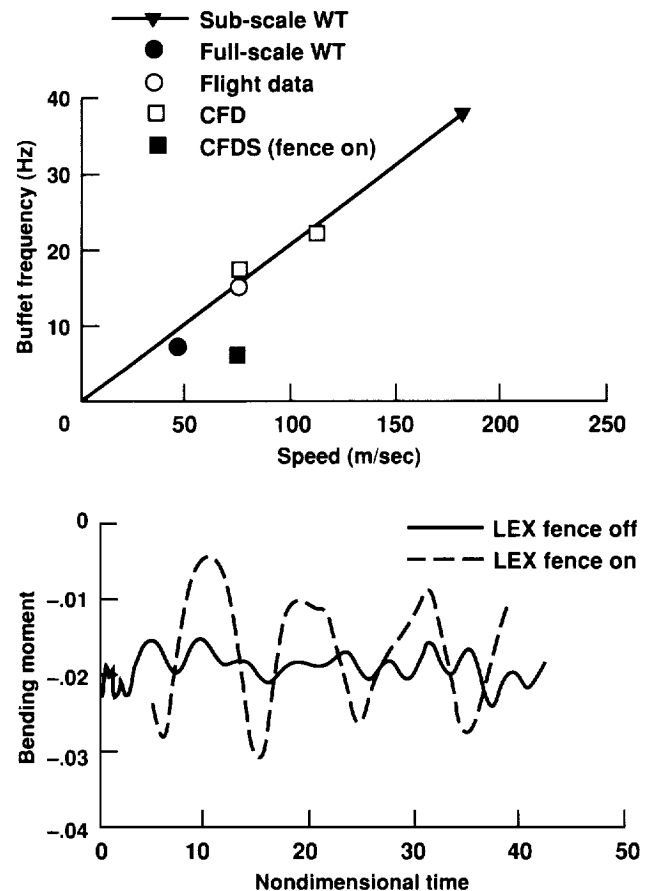 Sub-scale WT
Full-scale WT
Flight data
CFD
CFDS (fence on)
Buffet frequency (Hz)
40
30
20
10
0
50
100
150
200
250
Speed (m/sec)
LEX fence off
LEX fence on
Bending moment
0
-.01
-.02
-.03
-.04
0
10
20
30
40
50
Nondimensional time